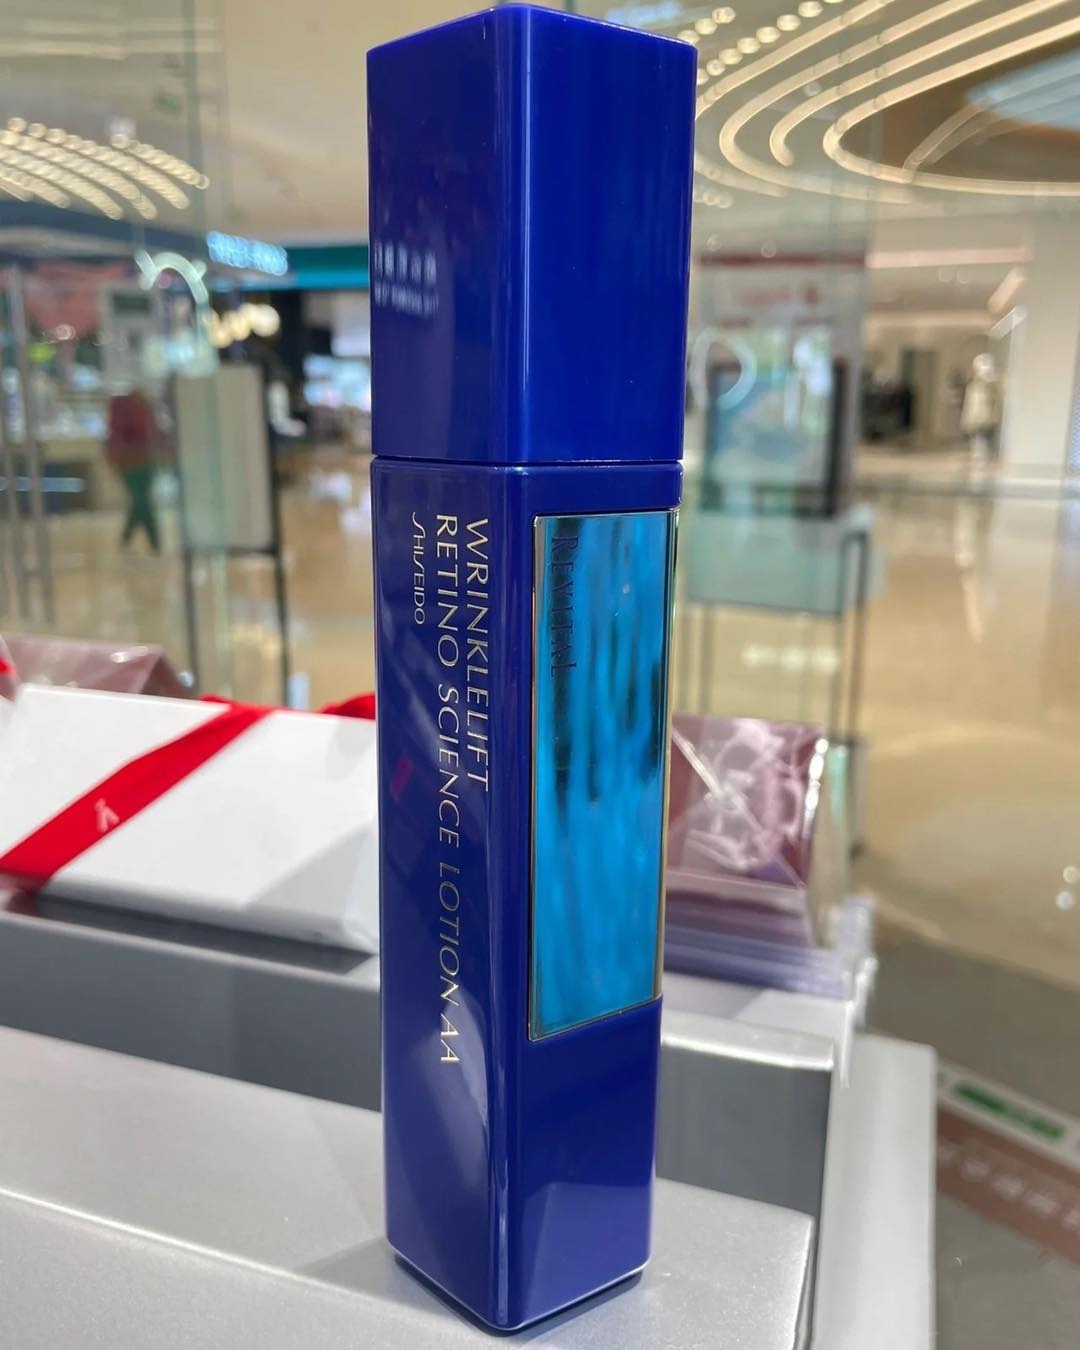 WRINKLELIFT
RETINO SCIENCE LOTION AA
SHISEIDO
REVITAL